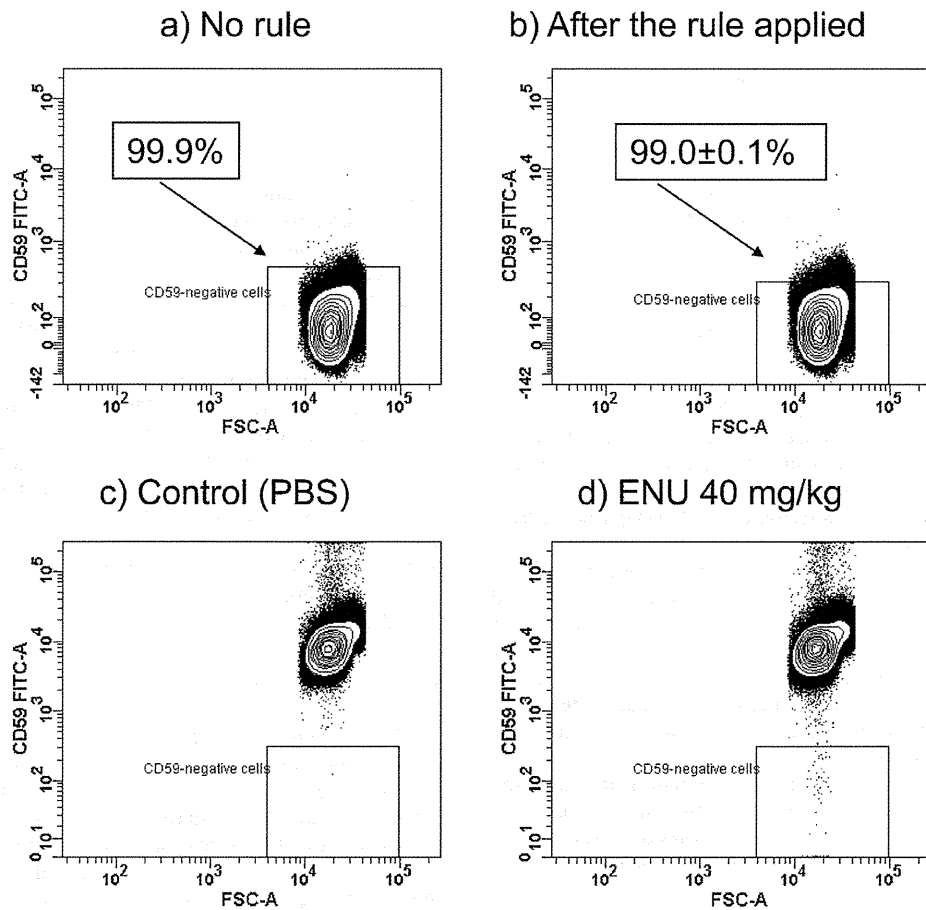 a) No rule
b) After the rule applied
99.9%
99.0±0.1%
CD59 FITC-A
10^5
10^4
10^3
10^2
0
-142
CD59-negative cells
10^2
10^3
10^4
10^5
FSC-A
CD59 FITC-A
10^5
10^4
10^3
10^2
0
-142
CD59-negative cells
10^2
10^3
10^4
10^5
FSC-A
c) Control (PBS)
d) ENU 40 mg/kg
CD59 FITC-A
10^5
10^4
10^3
10^2
10^1
0
CD59-negative cells
10^2
10^3
10^4
10^5
FSC-A
CD59 FITC-A
10^5
10^4
10^3
10^2
10^1
0
CD59-negative cells
10^2
10^3
10^4
10^5
FSC-A